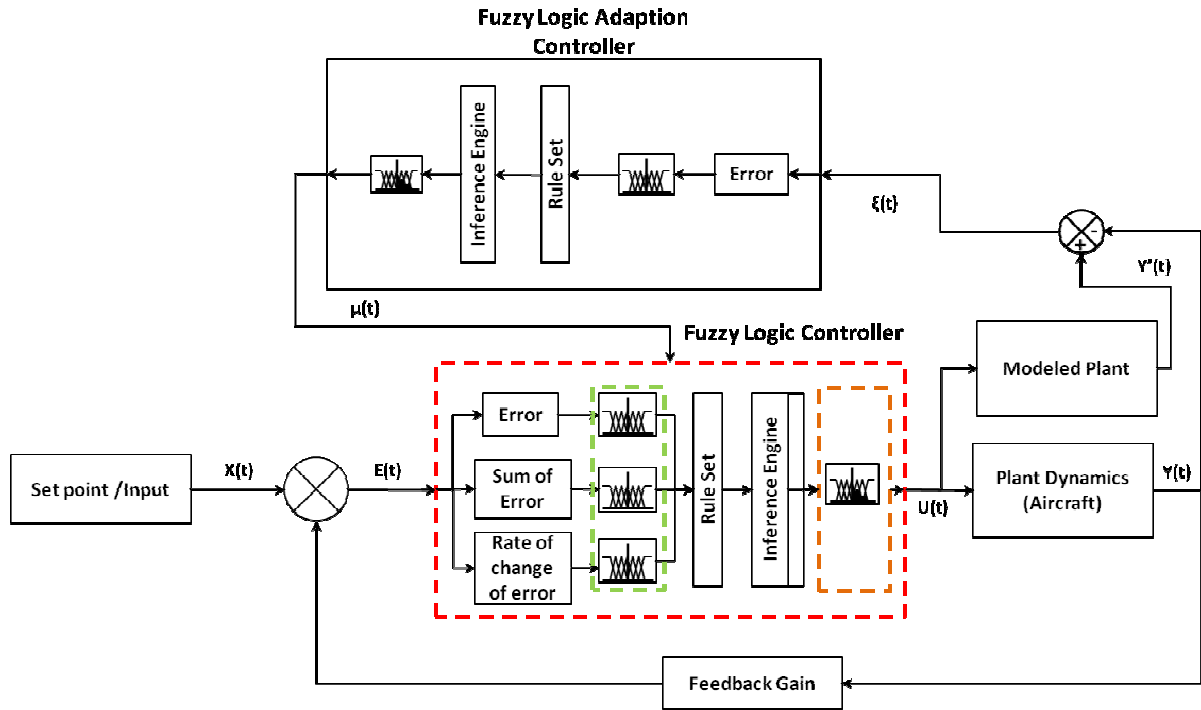 Fuzzy Logic Adaption
Controller
Inference Engine
Rule Set
Error
ξ(t)
-
+
Y"(t)
μ(t)
Fuzzy Logic Controller
Modeled Plant
Error
Sum of
Error
Rate of
change
of error
Rule Set
Inference Engine
Set point /Input
X(t)
E(t)
U(t)
Plant Dynamics
(Aircraft)
Y(t)
Feedback Gain